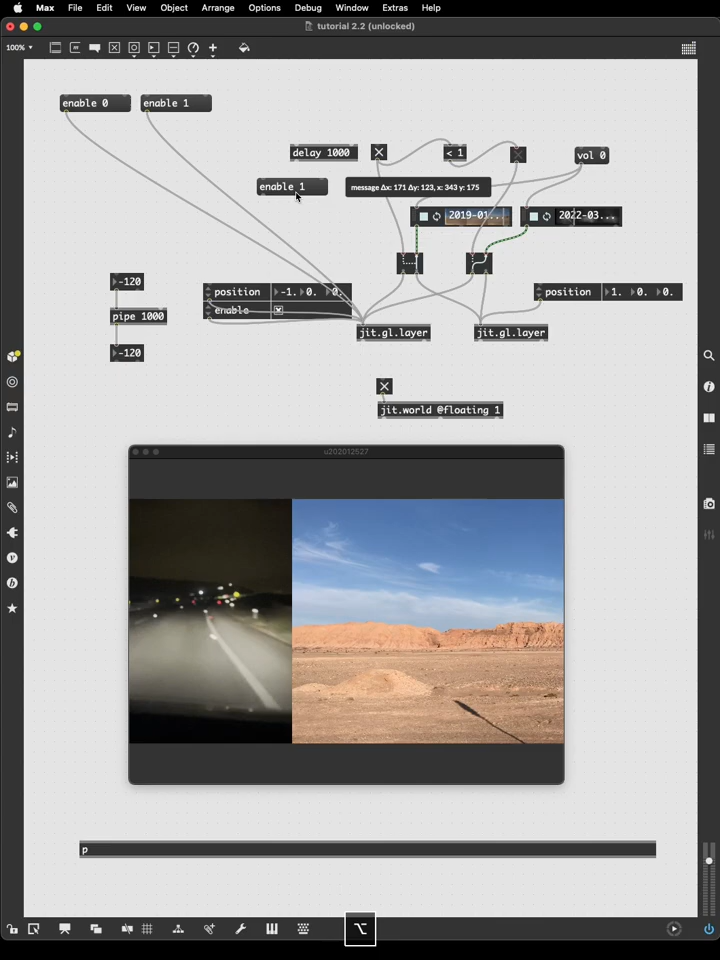 Max File Edit View Object Arrange Options Debug Window Extras Help
tutorial 2.2 (unlocked)
100%
enable 0
enable 1
delay 1000
< 1
vol 0
enable 1
message Δx: 171 Δy: 123, x: 343 y: 175
2019-01...
2022-03...
-120
pipe 1000
-120
position -1. 0. 0.
enable
position 1. 0. 0.
jit.gl.layer
jit.gl.layer
jit.world @floating 1
u202012527
p